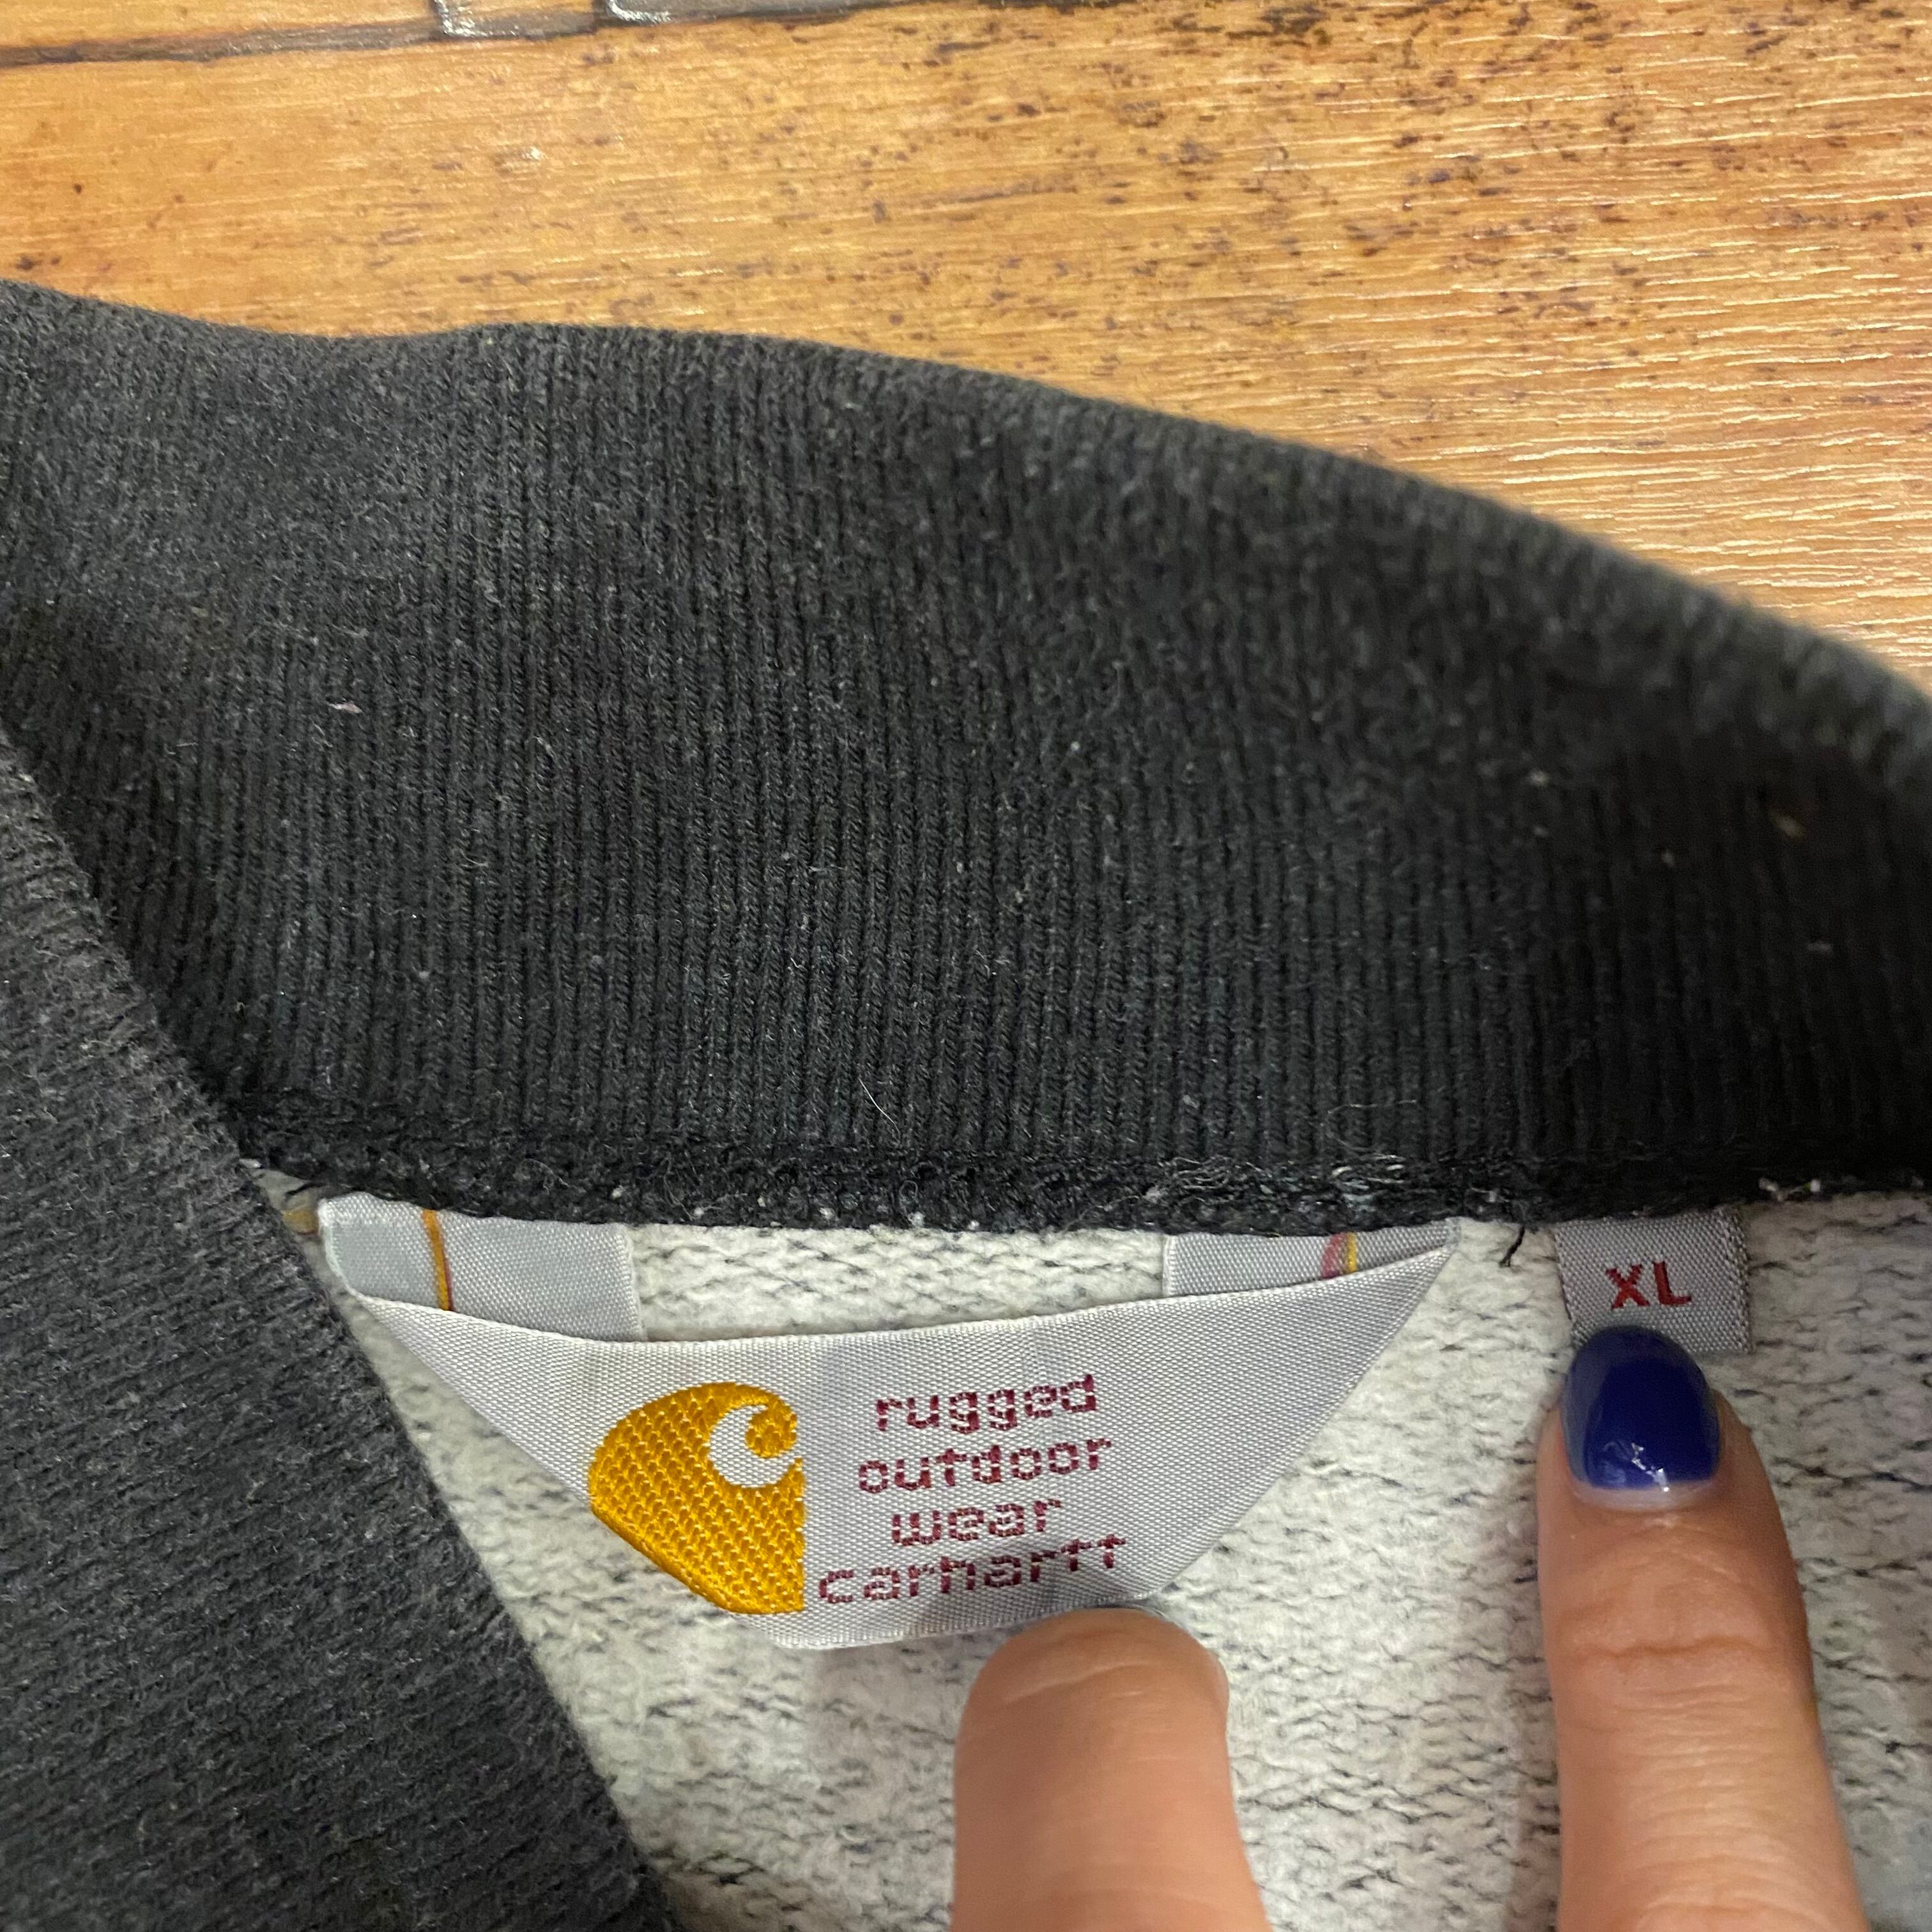 XL
rugged
outdoor
wear
carhartt